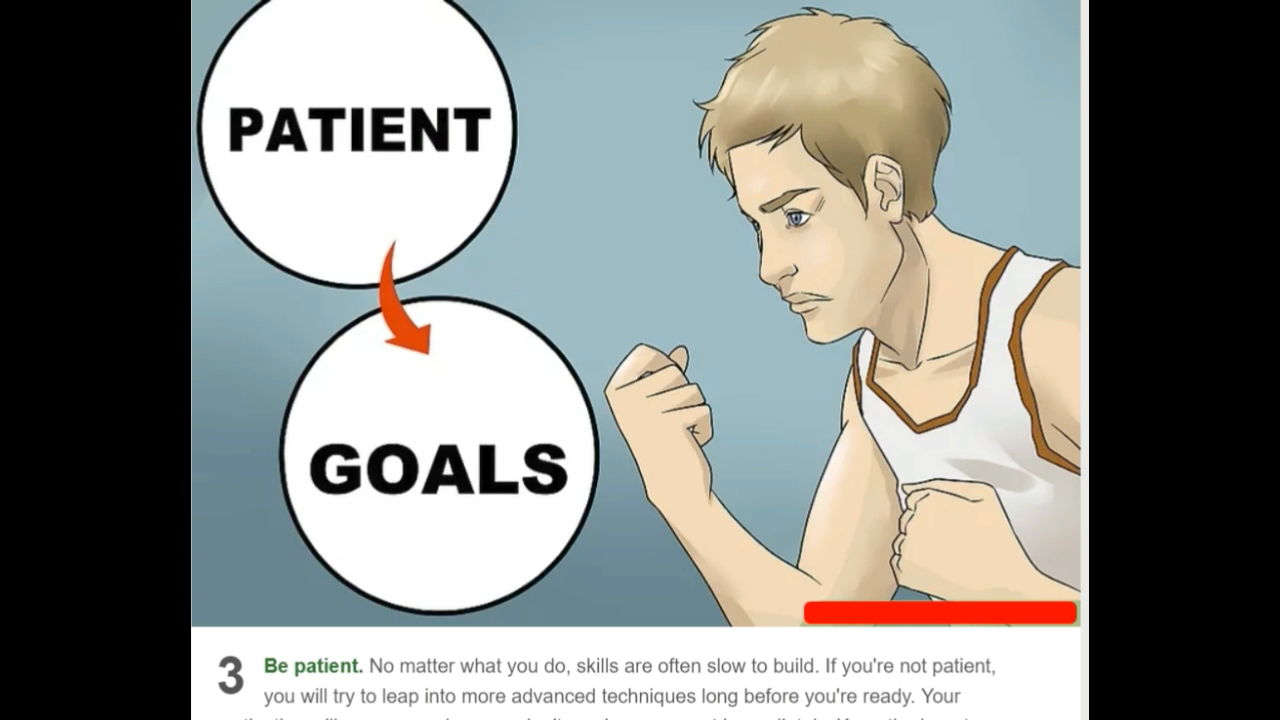 PATIENT
GOALS
3 Be patient. No matter what you do, skills are often slow to build. If you're not patient,
you will try to leap into more advanced techniques long before you're ready. Your